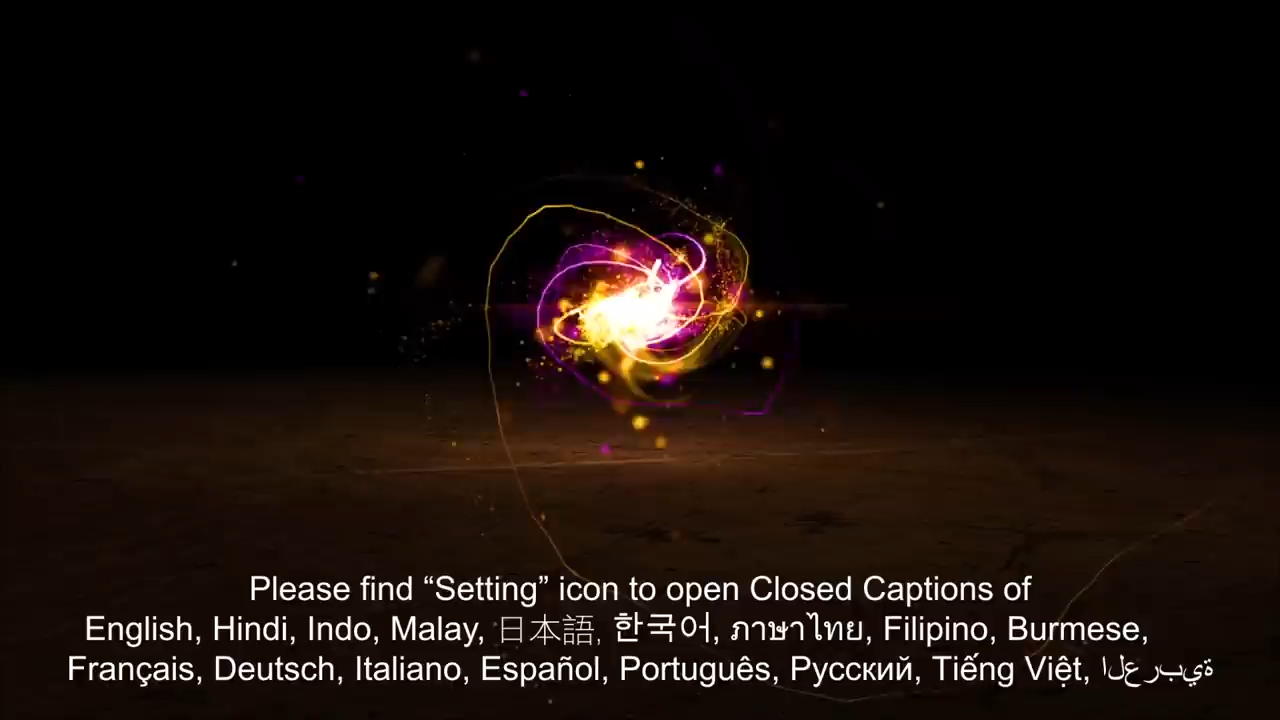 Please find “Setting” icon to open Closed Captions of
English, Hindi, Indo, Malay, 日本語, 한국어, ภาษาไทย, Filipino, Burmese,
Français, Deutsch, Italiano, Español, Português, Русский, Tiếng Việt, العربية